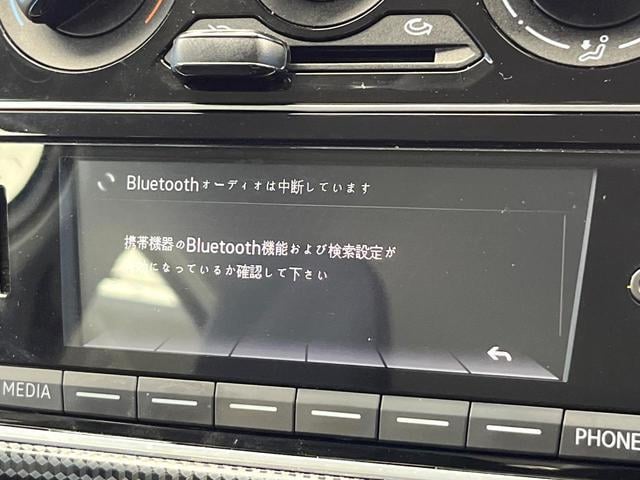 Bluetoothオーディオは中断しています
携帯機器のBluetooth機能および検索設定が
になっているか確認して下さい
MEDIA
PHONE